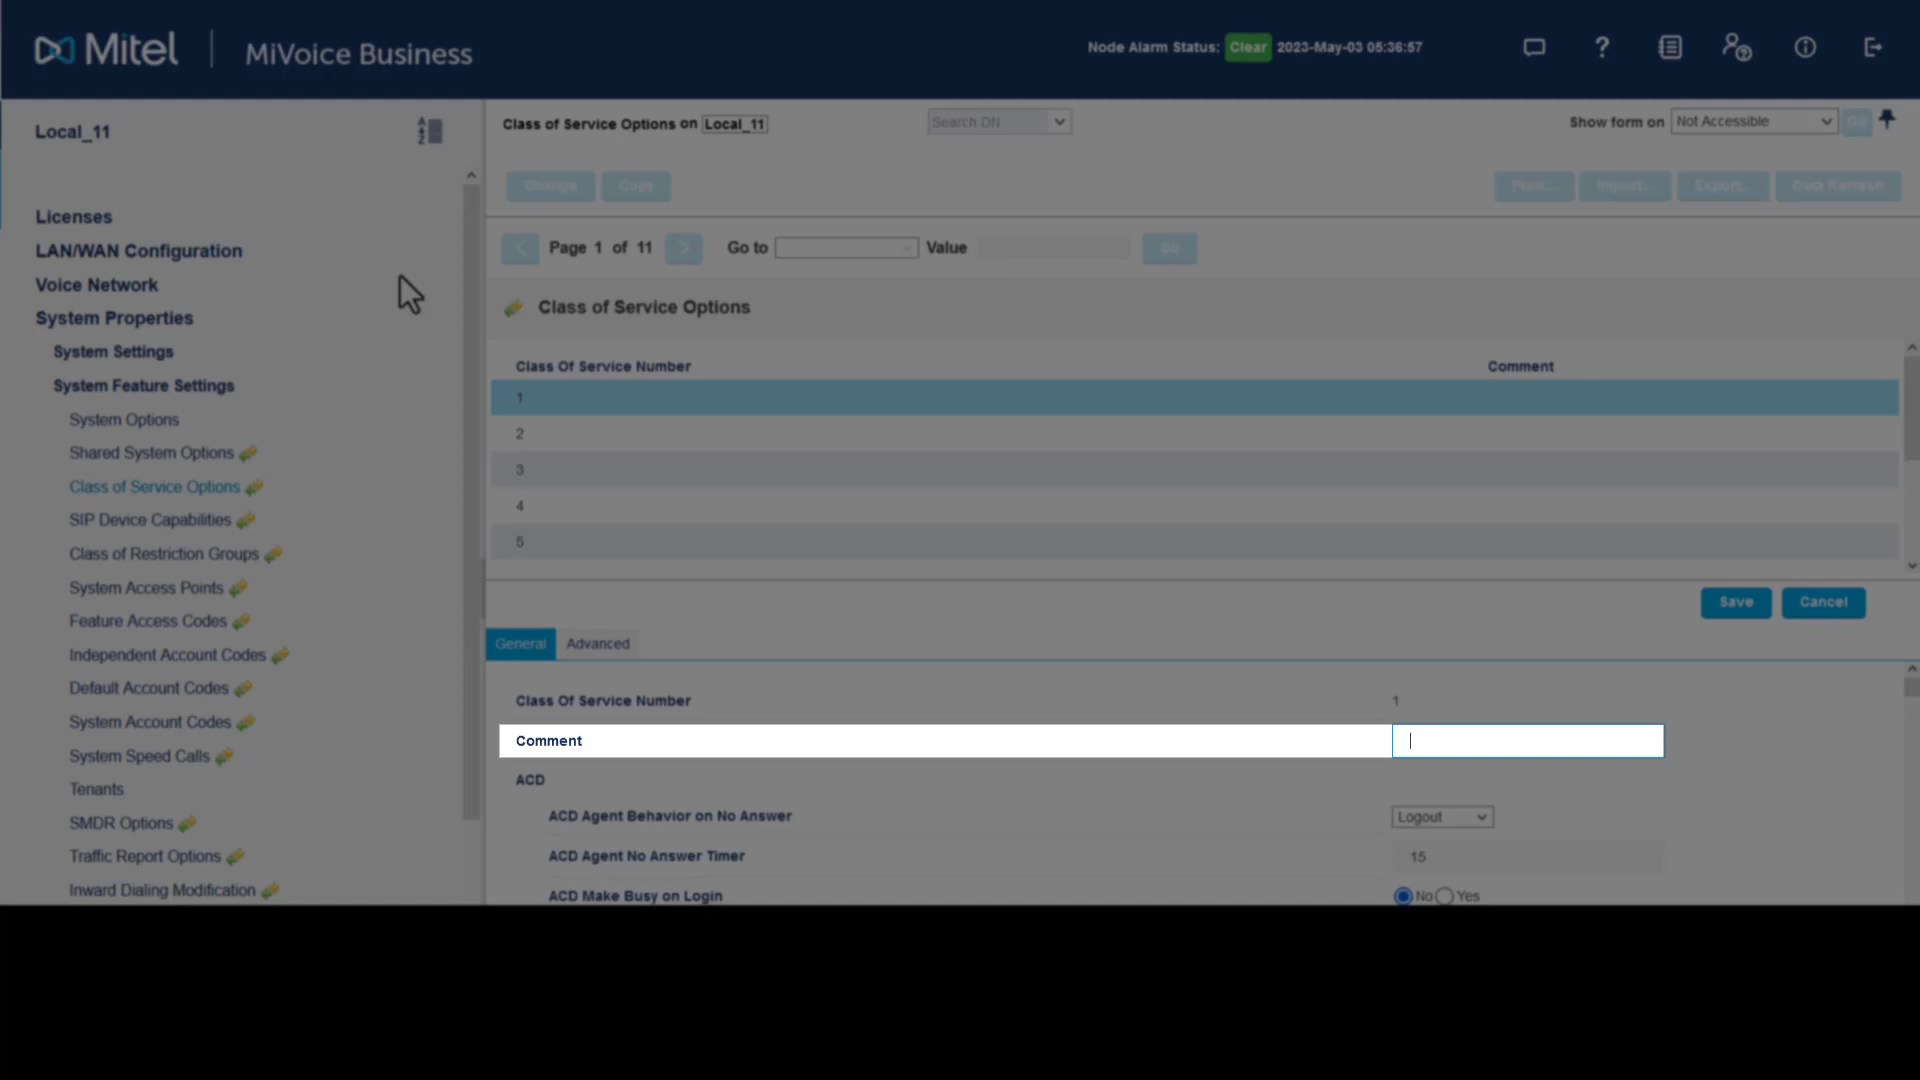 Mitel | MiVoice Business
Node Alarm Status: Clear 2023-May-03 05:36:57
Local_11
Licenses
LAN/WAN Configuration
Voice Network
System Properties
System Settings
System Feature Settings
System Options
Shared System Options
Class of Service Options
SIP Device Capabilities
Class of Restriction Groups
System Access Points
Feature Access Codes
Independent Account Codes
Default Account Codes
System Account Codes
System Speed Calls
Tenants
SMDR Options
Traffic Report Options
Inward Dialing Modification
Class of Service Options on Local_11
Search DN
Show form on Not Accessible Go
Change Copy
Print... Import... Export... Data Refresh
Page 1 of 11 Go to Value Go
Class of Service Options
Class Of Service Number Comment
1
2
3
4
5
Save Cancel
General Advanced
Class Of Service Number 1
Comment
ACD
ACD Agent Behavior on No Answer Logout
ACD Agent No Answer Timer 15
ACD Make Busy on Login No Yes